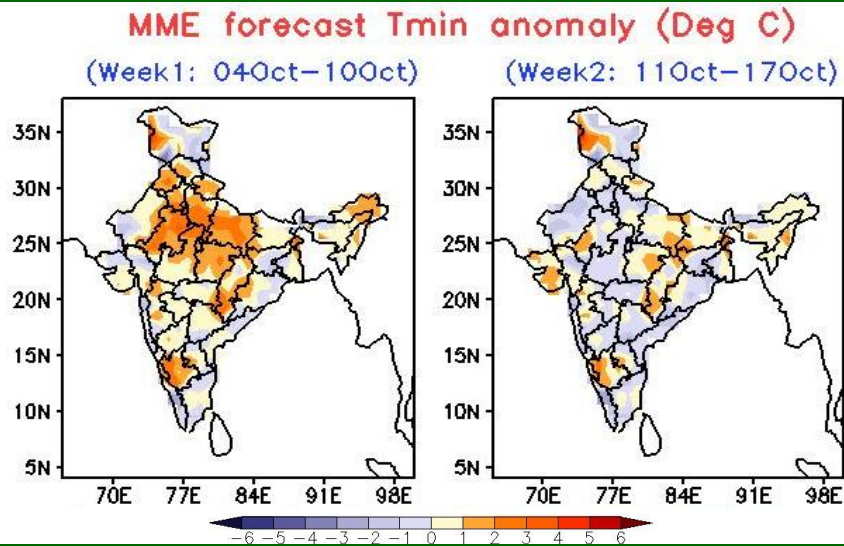 MME forecast Tmin anomaly (Deg C)
(Week1: 04Oct−10Oct)
(Week2: 11Oct−17Oct)
35N
30N
25N
20N
15N
10N
5N
70E 77E 84E 91E 98E
35N
30N
25N
20N
15N
10N
5N
70E 77E 84E 91E 98E
−6 −5 −4 −3 −2 −1 0 1 2 3 4 5 6